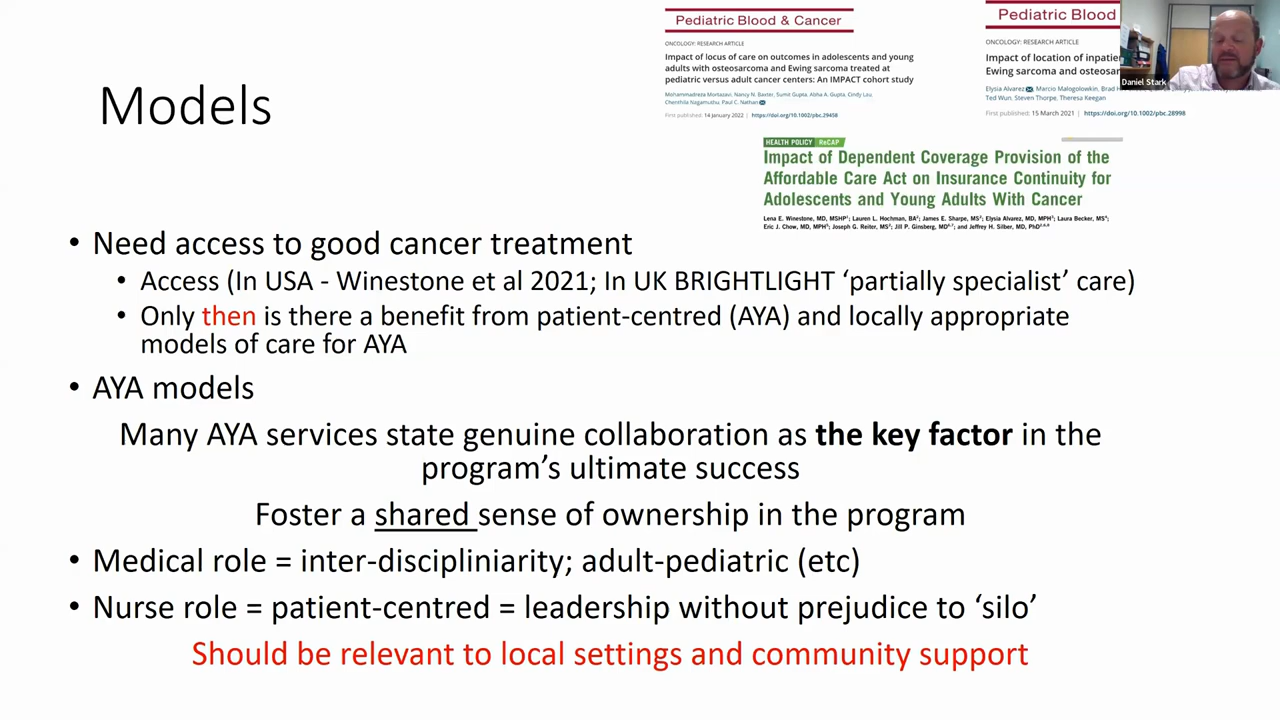 Models
Pediatric Blood & Cancer
ONCOLOGY: RESEARCH ARTICLE
Impact of locus of care on outcomes in adolescents and young
adults with osteosarcoma and Ewing sarcoma treated at
pediatric versus adult cancer centers: An IMPACT cohort study
Mohammadreza Mortazavi, Nancy N. Baxter, Sumit Gupta, Abha A. Gupta, Cindy Lau,
Chenthila Nagamuthu, Paul C. Nathan
First published: 14 January 2022 | https://doi.org/10.1002/pbc.29458
Pediatric Blood
ONCOLOGY: RESEARCH ARTICLE
Impact of location of inpatie
Ewing sarcoma and osteosar
Elysia Alvarez, Marcio Malogolowkin, Brad H
Ted Wun, Steven Thorpe, Theresa Keegan
First published: 15 March 2021 | https://doi.org/10.1002/pbc.28998
Daniel Stark
HEALTH POLICY ReCAP
Impact of Dependent Coverage Provision of the
Affordable Care Act on Insurance Continuity for
Adolescents and Young Adults With Cancer
Lena E. Winestone, MD, MSHP; Lauren L. Hochman, BA; James E. Sharpe, MS; Elysia Alvarez, MD, MPH; Laura Becker, MS;
Eric J. Chow, MD, MPH; Joseph G. Reiter, MS; Jill P. Ginsberg, MD; and Jeffrey H. Silber, MD, PhD
• Need access to good cancer treatment
• Access (In USA - Winestone et al 2021; In UK BRIGHTLIGHT ‘partially specialist’ care)
• Only then is there a benefit from patient-centred (AYA) and locally appropriate
models of care for AYA
• AYA models
Many AYA services state genuine collaboration as the key factor in the
program’s ultimate success
Foster a shared sense of ownership in the program
• Medical role = inter-discipliniarity; adult-pediatric (etc)
• Nurse role = patient-centred = leadership without prejudice to ‘silo’
Should be relevant to local settings and community support